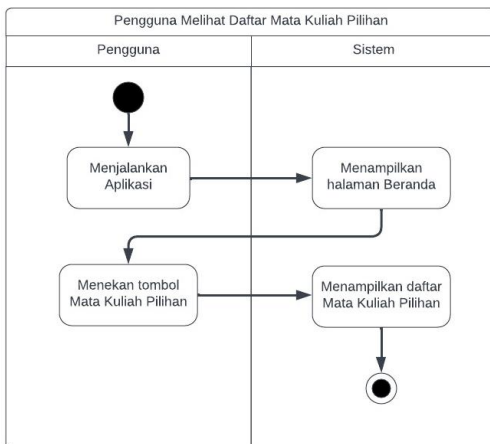 Pengguna Melihat Daftar Mata Kuliah Pilihan
Pengguna
Sistem
Menjalankan
Aplikasi
Menampilkan
halaman Beranda
Menekan tombol
Mata Kuliah Pilihan
Menampilkan daftar
Mata Kuliah Pilihan